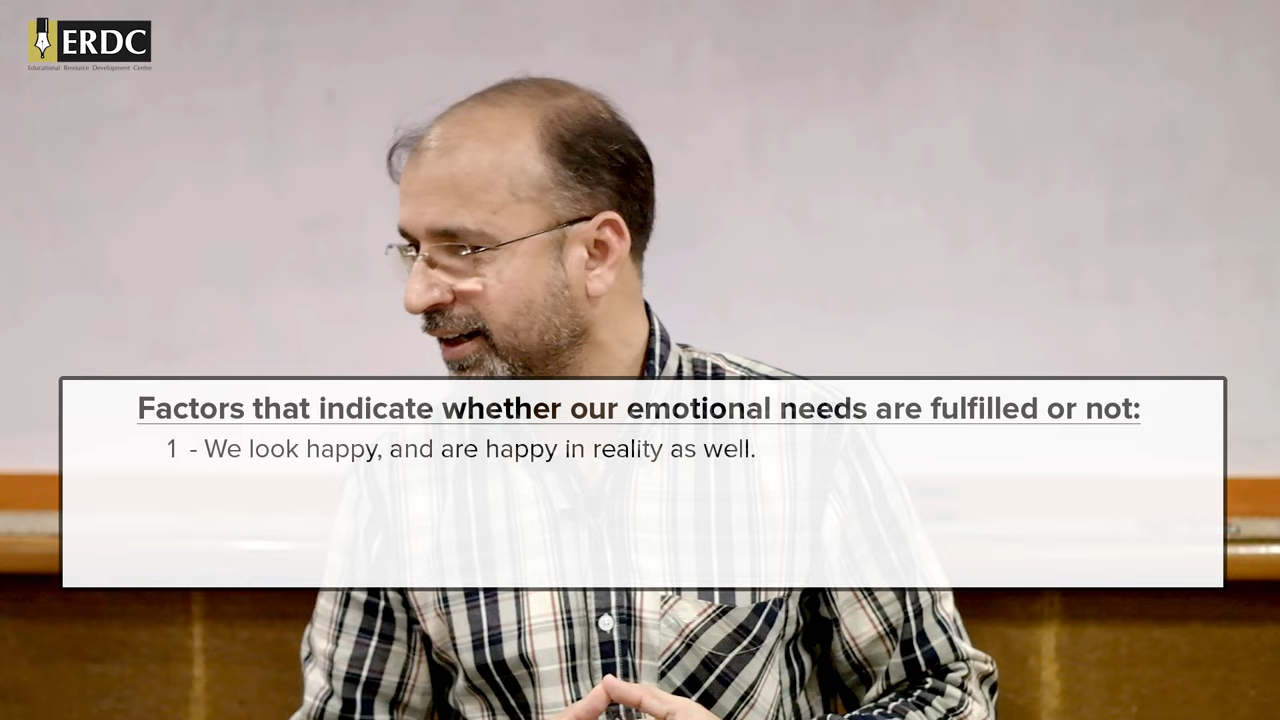 ERDC
Educational Resource Development Centre
Factors that indicate whether our emotional needs are fulfilled or not:
1 - We look happy, and are happy in reality as well.